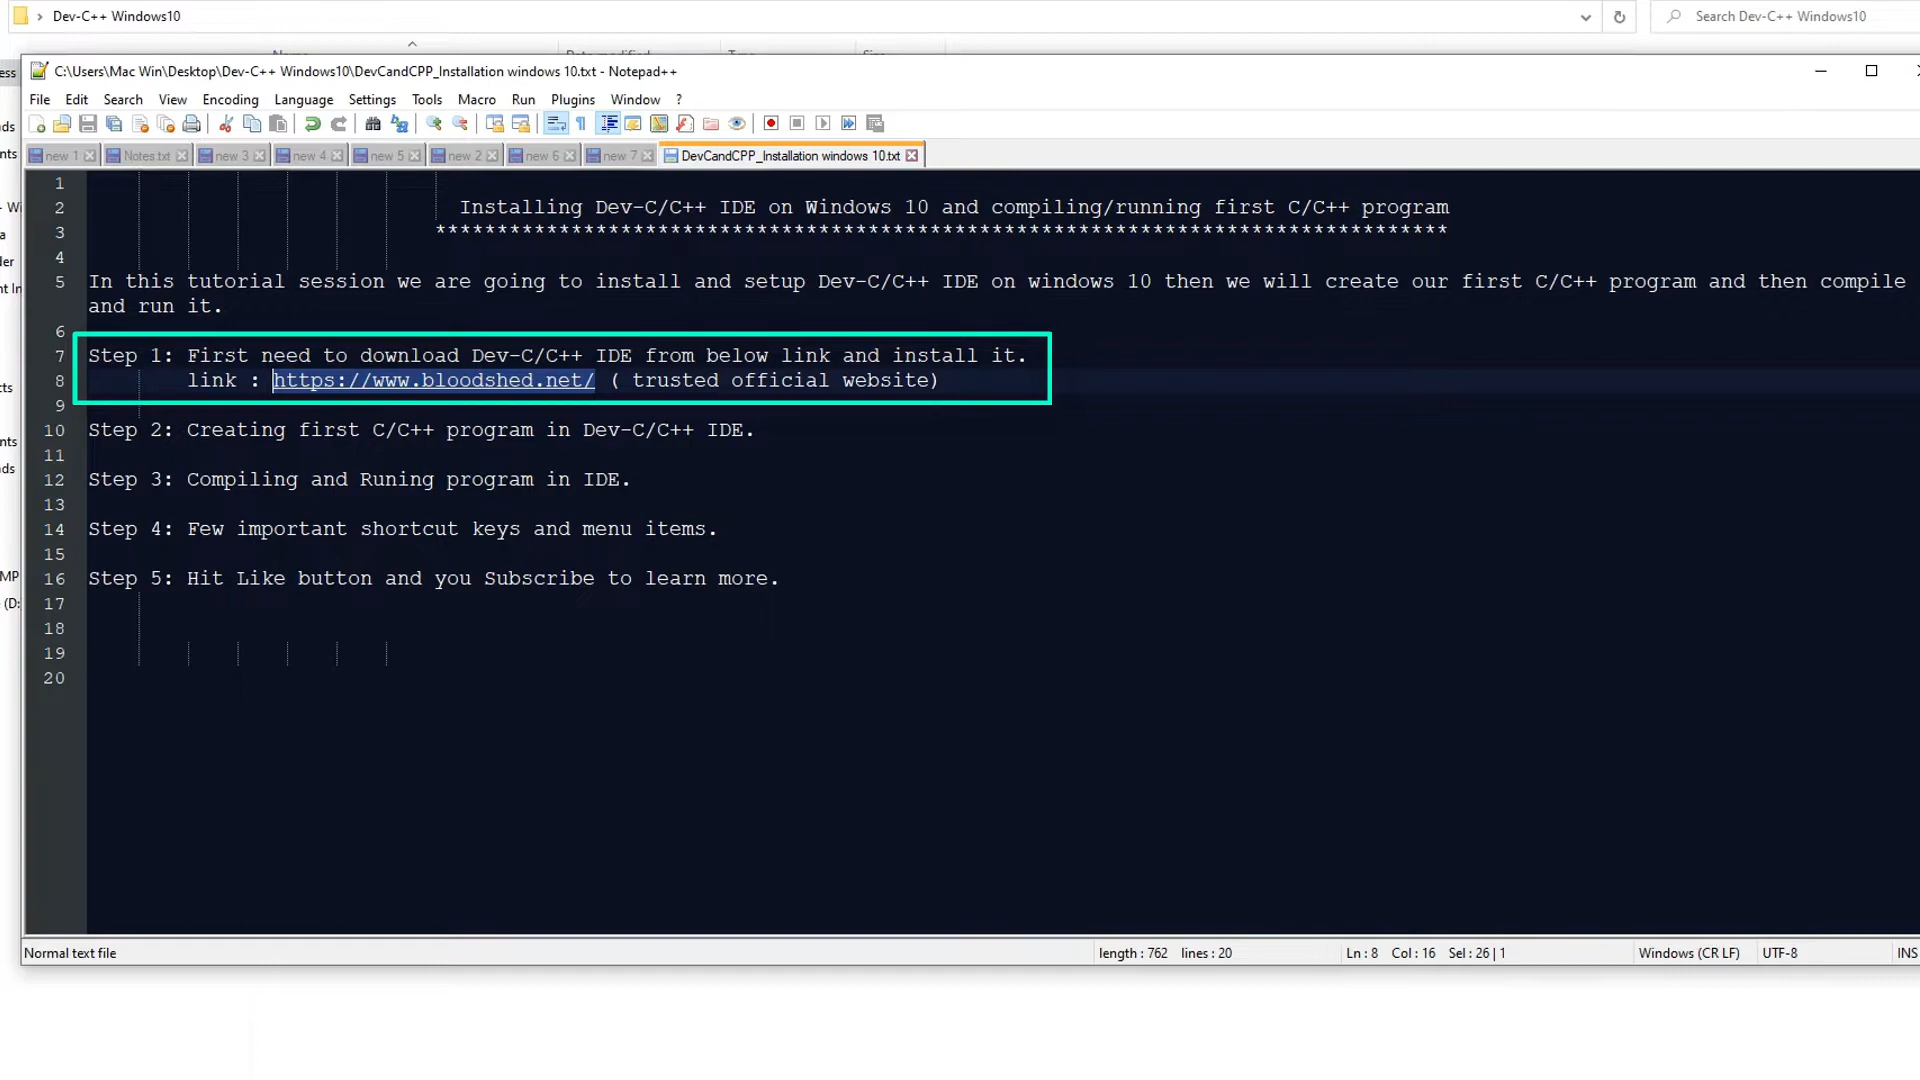 Dev-C++ Windows10
Search Dev-C++ Windows10
C:\Users\Mac Win\Desktop\Dev-C++ Windows10\DevCandCPP_Installation windows 10.txt - Notepad++
File Edit Search View Encoding Language Settings Tools Macro Run Plugins Window ?
new 1 Notes.txt new 3 new 4 new 5 new 2 new 6 new 7 DevCandCPP_Installation windows 10.txt
1
2 Installing Dev-C/C++ IDE on Windows 10 and compiling/running first C/C++ program
3 **********************************************************************************
4
5 In this tutorial session we are going to install and setup Dev-C/C++ IDE on windows 10 then we will create our first C/C++ program and then compile
and run it.
6
7 Step 1: First need to download Dev-C/C++ IDE from below link and install it.
8 link : https://www.bloodshed.net/ ( trusted official website)
9
10 Step 2: Creating first C/C++ program in Dev-C/C++ IDE.
11
12 Step 3: Compiling and Runing program in IDE.
13
14 Step 4: Few important shortcut keys and menu items.
15
16 Step 5: Hit Like button and you Subscribe to learn more.
17
18
19
20
Normal text file length : 762 lines : 20 Ln : 8 Col : 16 Sel : 26 | 1 Windows (CR LF) UTF-8 INS